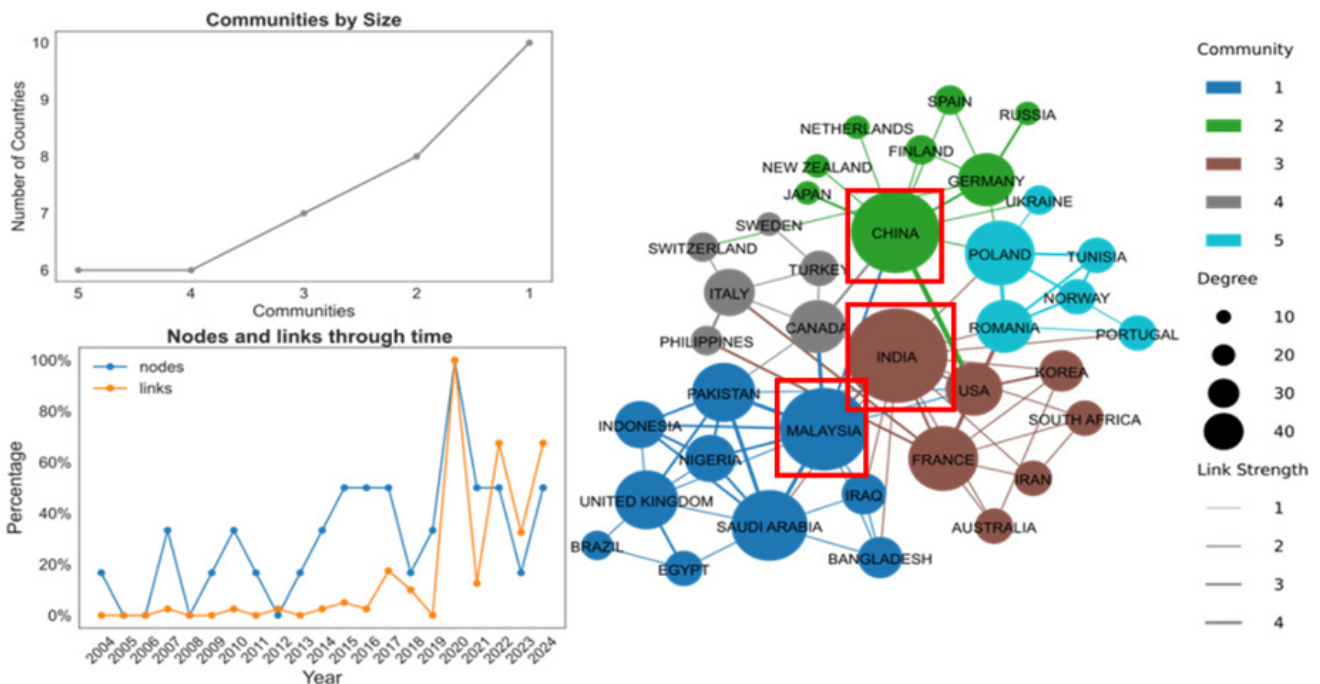 Communities by Size
Number of Countries
10
9
8
7
6
5
4
3
2
1
Communities
Nodes and links through time
nodes
links
Percentage
100%
80%
60%
40%
20%
0%
2004
2005
2006
2007
2008
2009
2010
2011
2012
2013
2014
2015
2016
2017
2018
2019
2020
2021
2022
2023
2024
Year
SPAIN
RUSSIA
NETHERLANDS
FINLAND
NEW ZEALAND
GERMANY
JAPAN
UKRAINE
SWEDEN
CHINA
SWITZERLAND
POLAND
TUNISIA
TURKEY
ITALY
NORWAY
CANADA
ROMANIA
PORTUGAL
PHILIPPINES
INDIA
KOREA
PAKISTAN
USA
SOUTH AFRICA
INDONESIA
MALAYSIA
NIGERIA
FRANCE
IRAN
UNITED KINGDOM
IRAQ
SAUDI ARABIA
AUSTRALIA
BRAZIL
BANGLADESH
EGYPT
Community
1
2
3
4
5
Degree
10
20
30
40
Link Strength
1
2
3
4